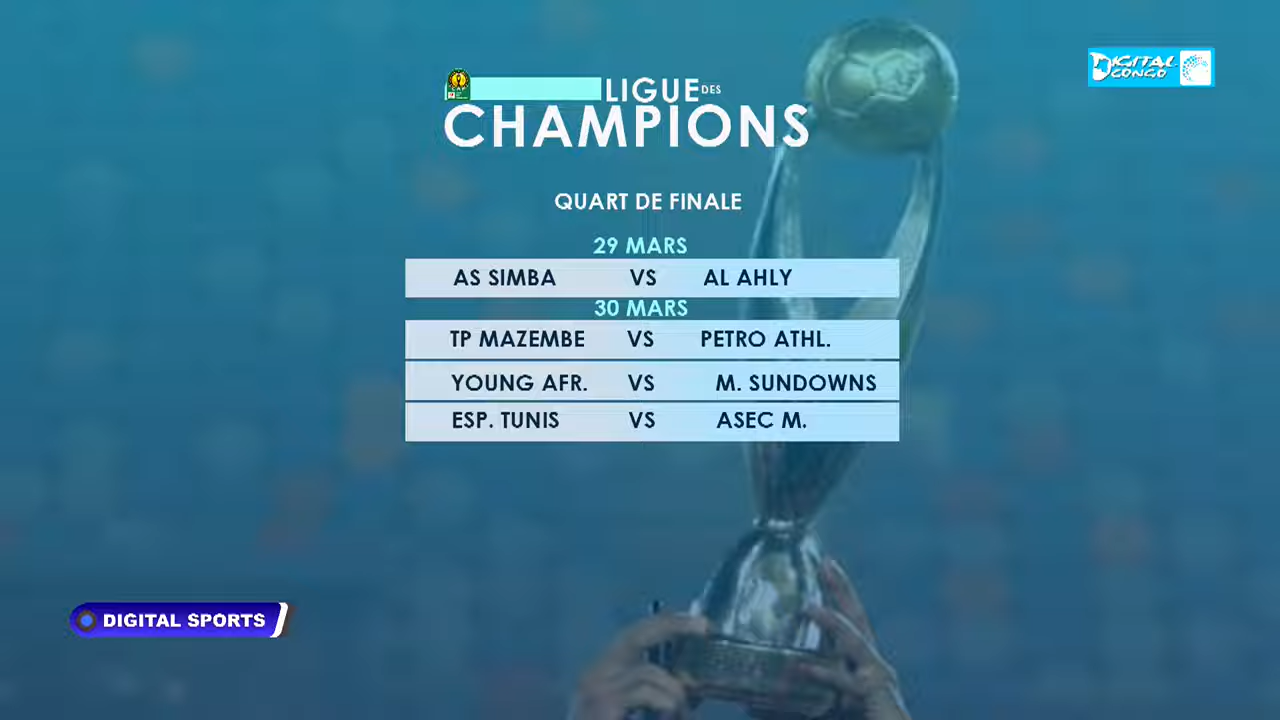 DIGITAL CONGO
CAF
LIGUE DES
CHAMPIONS
QUART DE FINALE
29 MARS
AS SIMBA VS AL AHLY
30 MARS
TP MAZEMBE VS PETRO ATHL.
YOUNG AFR. VS M. SUNDOWNS
ESP. TUNIS VS ASEC M.
DIGITAL SPORTS